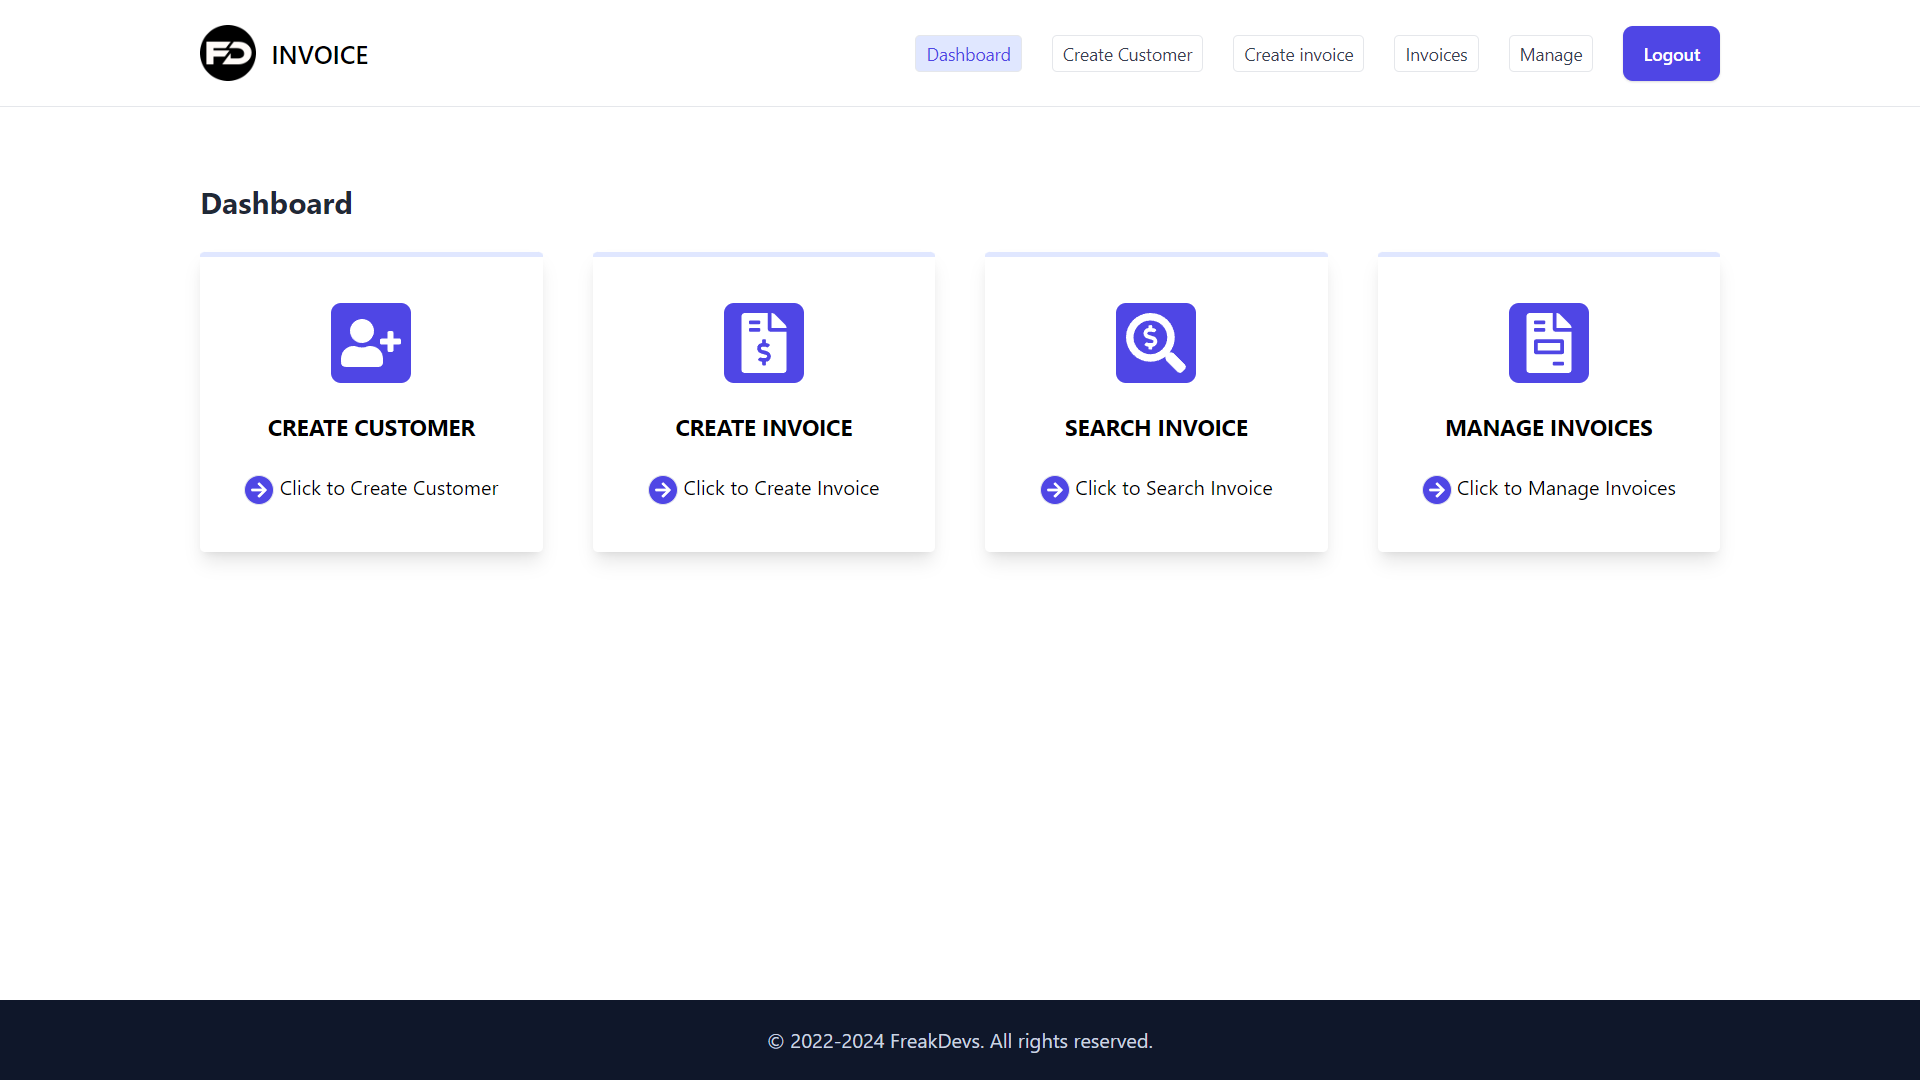 FD INVOICE
Dashboard
Create Customer
Create invoice
Invoices
Manage
Logout
Dashboard
CREATE CUSTOMER
Click to Create Customer
CREATE INVOICE
Click to Create Invoice
SEARCH INVOICE
Click to Search Invoice
MANAGE INVOICES
Click to Manage Invoices
© 2022-2024 FreakDevs. All rights reserved.